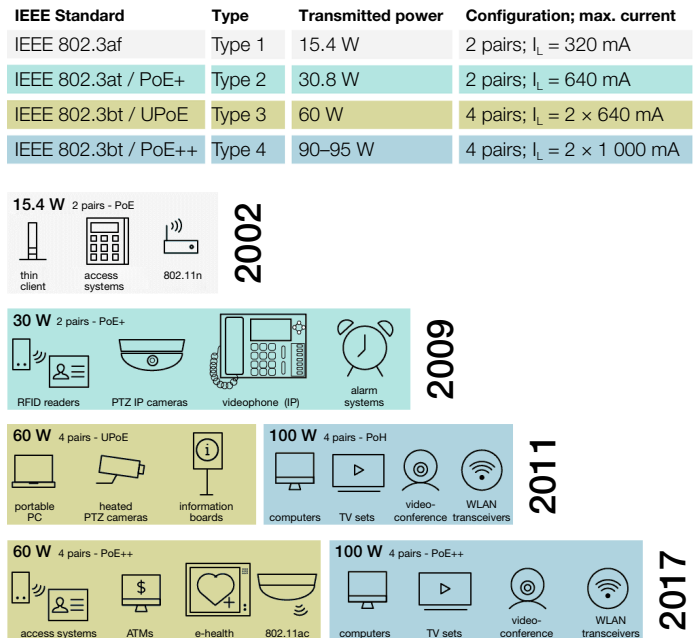 IEEE Standard Type Transmitted power Configuration; max. current
IEEE 802.3af Type 1 15.4 W 2 pairs; I_L = 320 mA
IEEE 802.3at / PoE+ Type 2 30.8 W 2 pairs; I_L = 640 mA
IEEE 802.3bt / UPoE Type 3 60 W 4 pairs; I_L = 2 × 640 mA
IEEE 802.3bt / PoE++ Type 4 90–95 W 4 pairs; I_L = 2 × 1 000 mA
15.4 W 2 pairs - PoE
thin
client
access
systems
802.11n
2002
30 W 2 pairs - PoE+
RFID readers
PTZ IP cameras
videophone (IP)
alarm
systems
2009
60 W 4 pairs - UPoE
i
portable
PC
heated
PTZ cameras
information
boards
100 W 4 pairs - PoH
computers
TV sets
video-
conference
WLAN
transceivers
2011
60 W 4 pairs - PoE++
$
access systems
ATMs
e-health
802.11ac
100 W 4 pairs - PoE++
computers
TV sets
video-
conference
WLAN
transceivers
2017